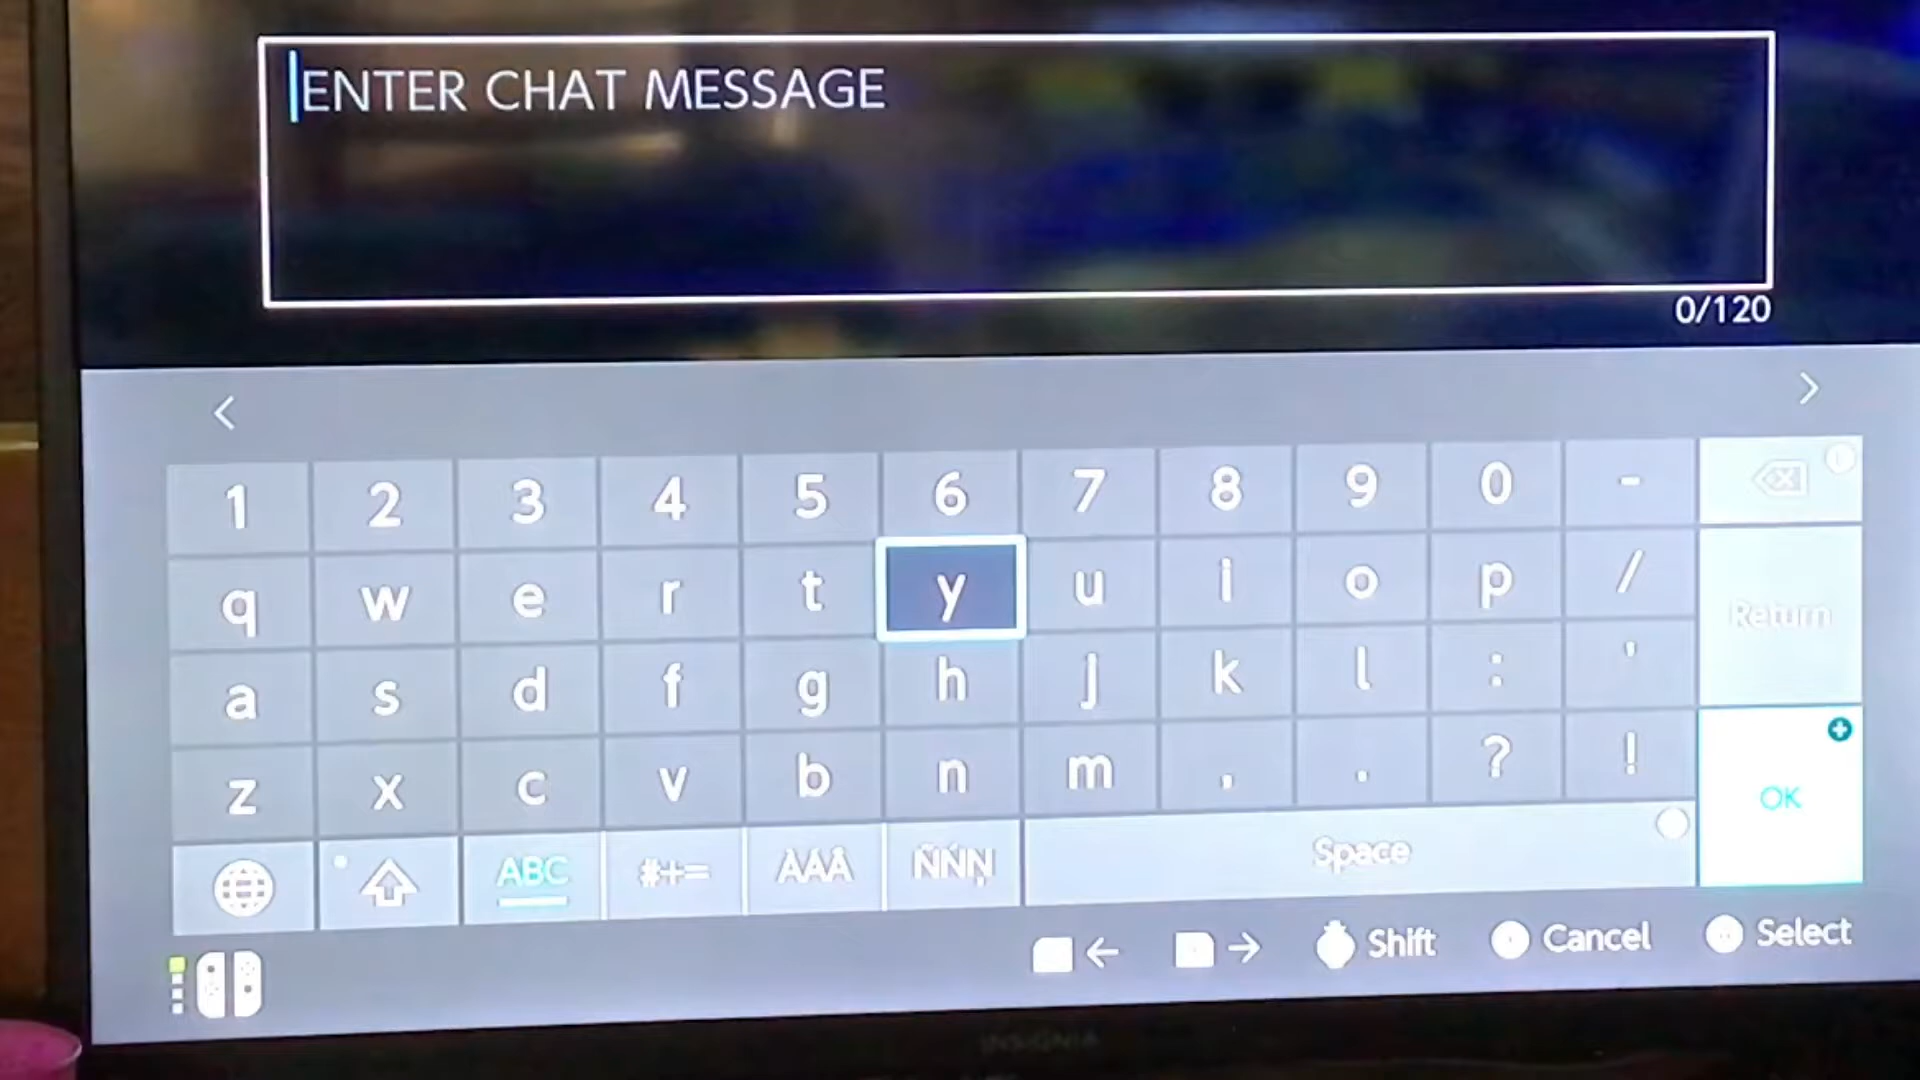 ENTER CHAT MESSAGE
0/120
1 2 3 4 5 6 7 8 9 0 -
q w e r t y u i o p /
Return
a s d f g h j k l : '
z x c v b n m , . ? !
OK
ABC #+= ÀÁÂ ÑŃŅ Space
← → Shift Cancel Select
INSIGNIA